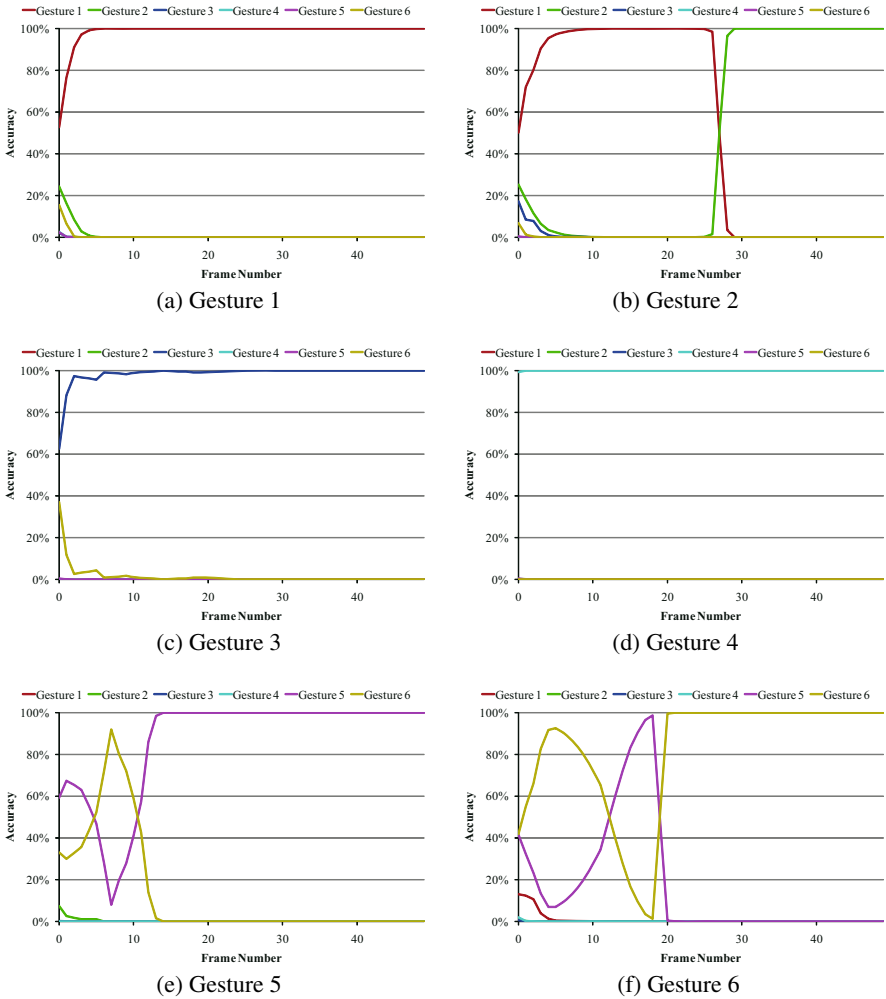 Gesture 1 Gesture 2 Gesture 3 Gesture 4 Gesture 5 Gesture 6
100%
80%
60%
40%
20%
0%
Accuracy
0 10 20 30 40
Frame Number
(a) Gesture 1
Gesture 1 Gesture 2 Gesture 3 Gesture 4 Gesture 5 Gesture 6
100%
80%
60%
40%
20%
0%
Accuracy
0 10 20 30 40
Frame Number
(b) Gesture 2
Gesture 1 Gesture 2 Gesture 3 Gesture 4 Gesture 5 Gesture 6
100%
80%
60%
40%
20%
0%
Accuracy
0 10 20 30 40
Frame Number
(c) Gesture 3
Gesture 1 Gesture 2 Gesture 3 Gesture 4 Gesture 5 Gesture 6
100%
80%
60%
40%
20%
0%
Accuracy
0 10 20 30 40
Frame Number
(d) Gesture 4
Gesture 1 Gesture 2 Gesture 3 Gesture 4 Gesture 5 Gesture 6
100%
80%
60%
40%
20%
0%
Accuracy
0 10 20 30 40
Frame Number
(e) Gesture 5
Gesture 1 Gesture 2 Gesture 3 Gesture 4 Gesture 5 Gesture 6
100%
80%
60%
40%
20%
0%
Accuracy
0 10 20 30 40
Frame Number
(f) Gesture 6